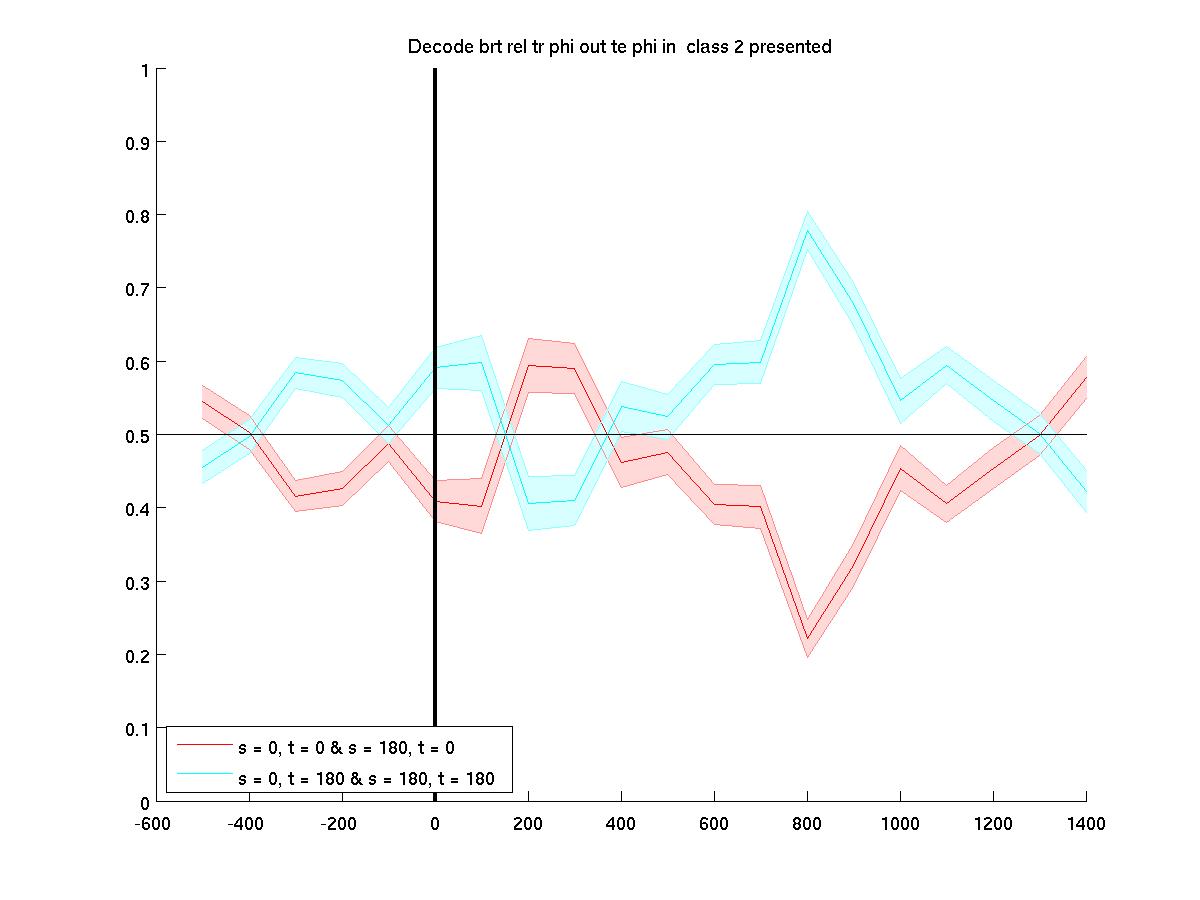 Decode brt rel tr phi out te phi in  class 2 presented
1
0.9
0.8
0.7
0.6
0.5
0.4
0.3
0.2
0.1
0
s = 0, t = 0 & s = 180, t = 0
s = 0, t = 180 & s = 180, t = 180
-600 -400 -200 0 200 400 600 800 1000 1200 1400